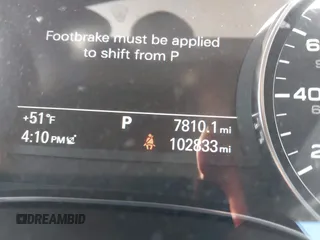 Footbrake must be applied
to shift from P
+51°F P 7810.1 mi
4:10 PM 102833 mi
DREAMBID